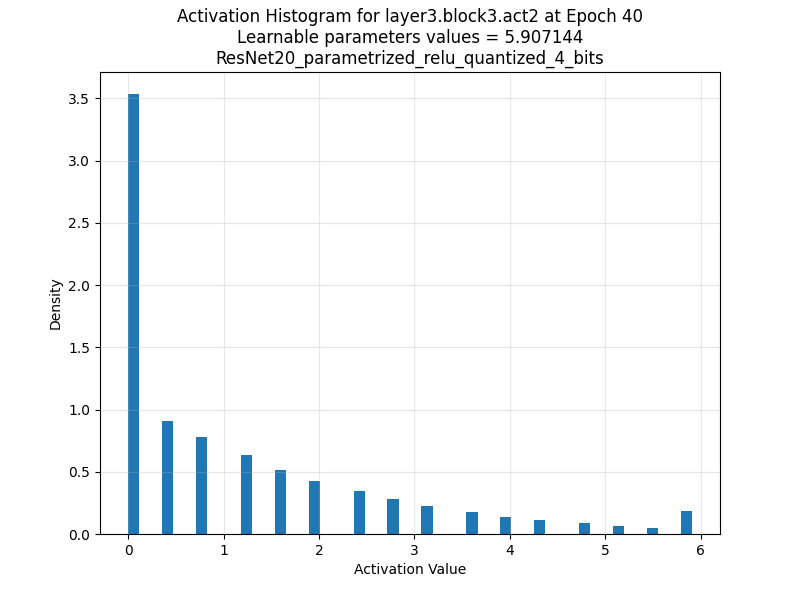 Activation Histogram for layer3.block3.act2 at Epoch 40
Learnable parameters values = 5.907144
ResNet20_parametrized_relu_quantized_4_bits
3.5
3.0
2.5
2.0
1.5
1.0
0.5
0.0
Density
0 1 2 3 4 5 6
Activation Value